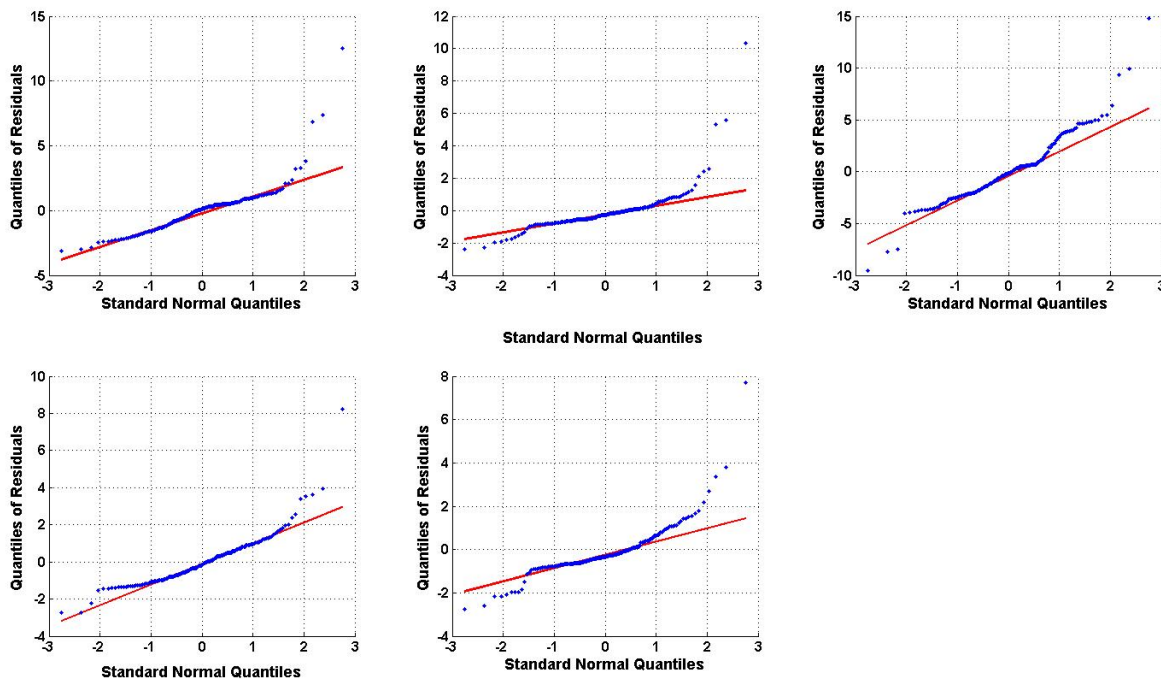 15
10
5
0
-5
Quantiles of Residuals
-3 -2 -1 0 1 2 3
Standard Normal Quantiles
12
10
8
6
4
2
0
-2
-4
Quantiles of Residuals
-3 -2 -1 0 1 2 3
Standard Normal Quantiles
Standard Normal Quantiles
15
10
5
0
-5
-10
Quantiles of Residuals
-3 -2 -1 0 1 2 3
Standard Normal Quantiles
10
8
6
4
2
0
-2
-4
Quantiles of Residuals
-3 -2 -1 0 1 2 3
Standard Normal Quantiles
8
6
4
2
0
-2
-4
Quantiles of Residuals
-3 -2 -1 0 1 2 3
Standard Normal Quantiles